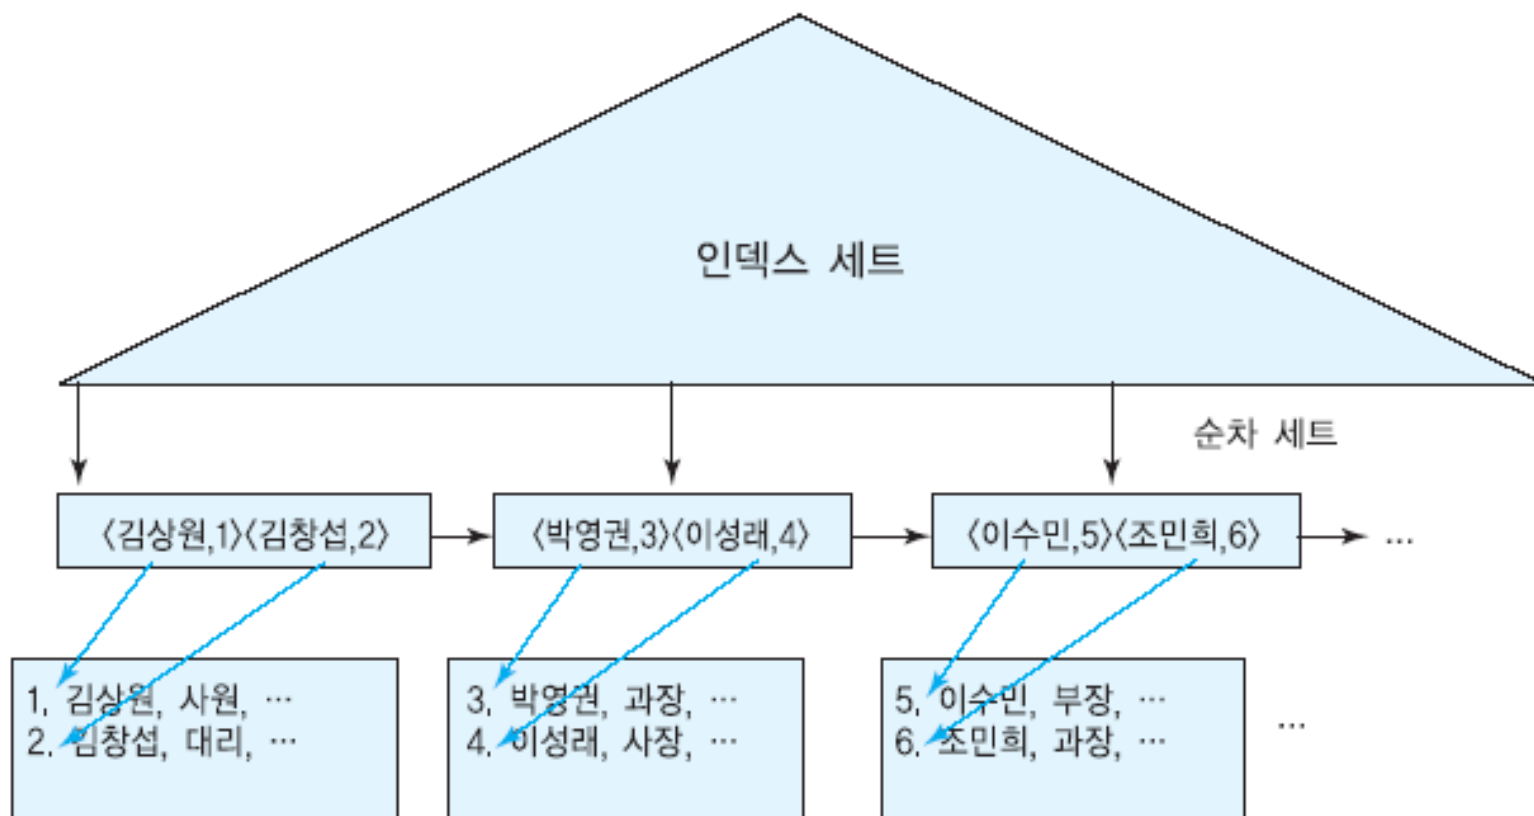 인덱스 세트
순차 세트
〈김상원,1〉〈김창섭,2〉
〈박영권,3〉〈이성래,4〉
〈이수민,5〉〈조민희,6〉
…
1. 김상원, 사원, …
2. 김창섭, 대리, …
3. 박영권, 과장, …
4. 이성래, 사장, …
5. 이수민, 부장, …
6. 조민희, 과장, …
…